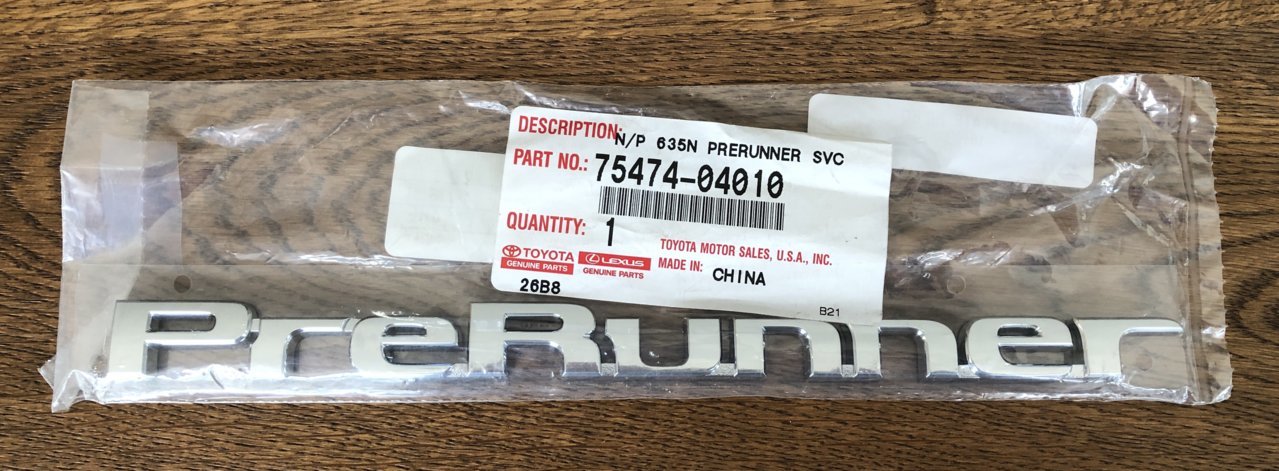 DESCRIPTION:
N/P 635N PRERUNNER SVC
PART NO.: 75474-04010
QUANTITY: 1
TOYOTA MOTOR SALES, U.S.A., INC.
TOYOTA LEXUS
GENUINE PARTS GENUINE PARTS
MADE IN: CHINA
26B8
B21
PreRunner